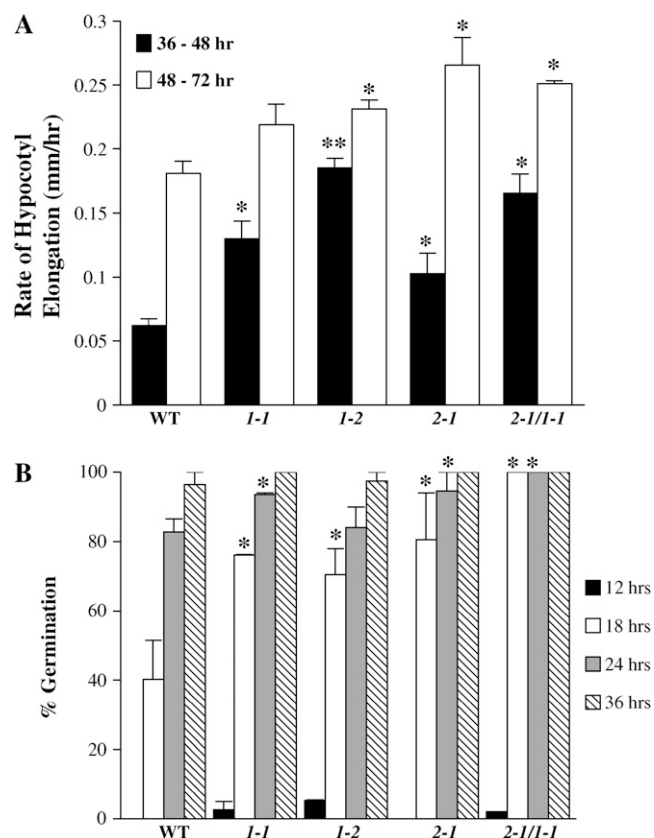 A
0.3
0.25
0.2
0.15
0.1
0.05
0
Rate of Hypocotyl
Elongation (mm/hr)
36 - 48 hr
48 - 72 hr
*
**
*
*
*
*
*
WT
1-1
1-2
2-1
2-1/1-1
B
100
80
60
40
20
0
% Germination
*
*
*
*
*
*
*
12 hrs
18 hrs
24 hrs
36 hrs
WT
1-1
1-2
2-1
2-1/1-1